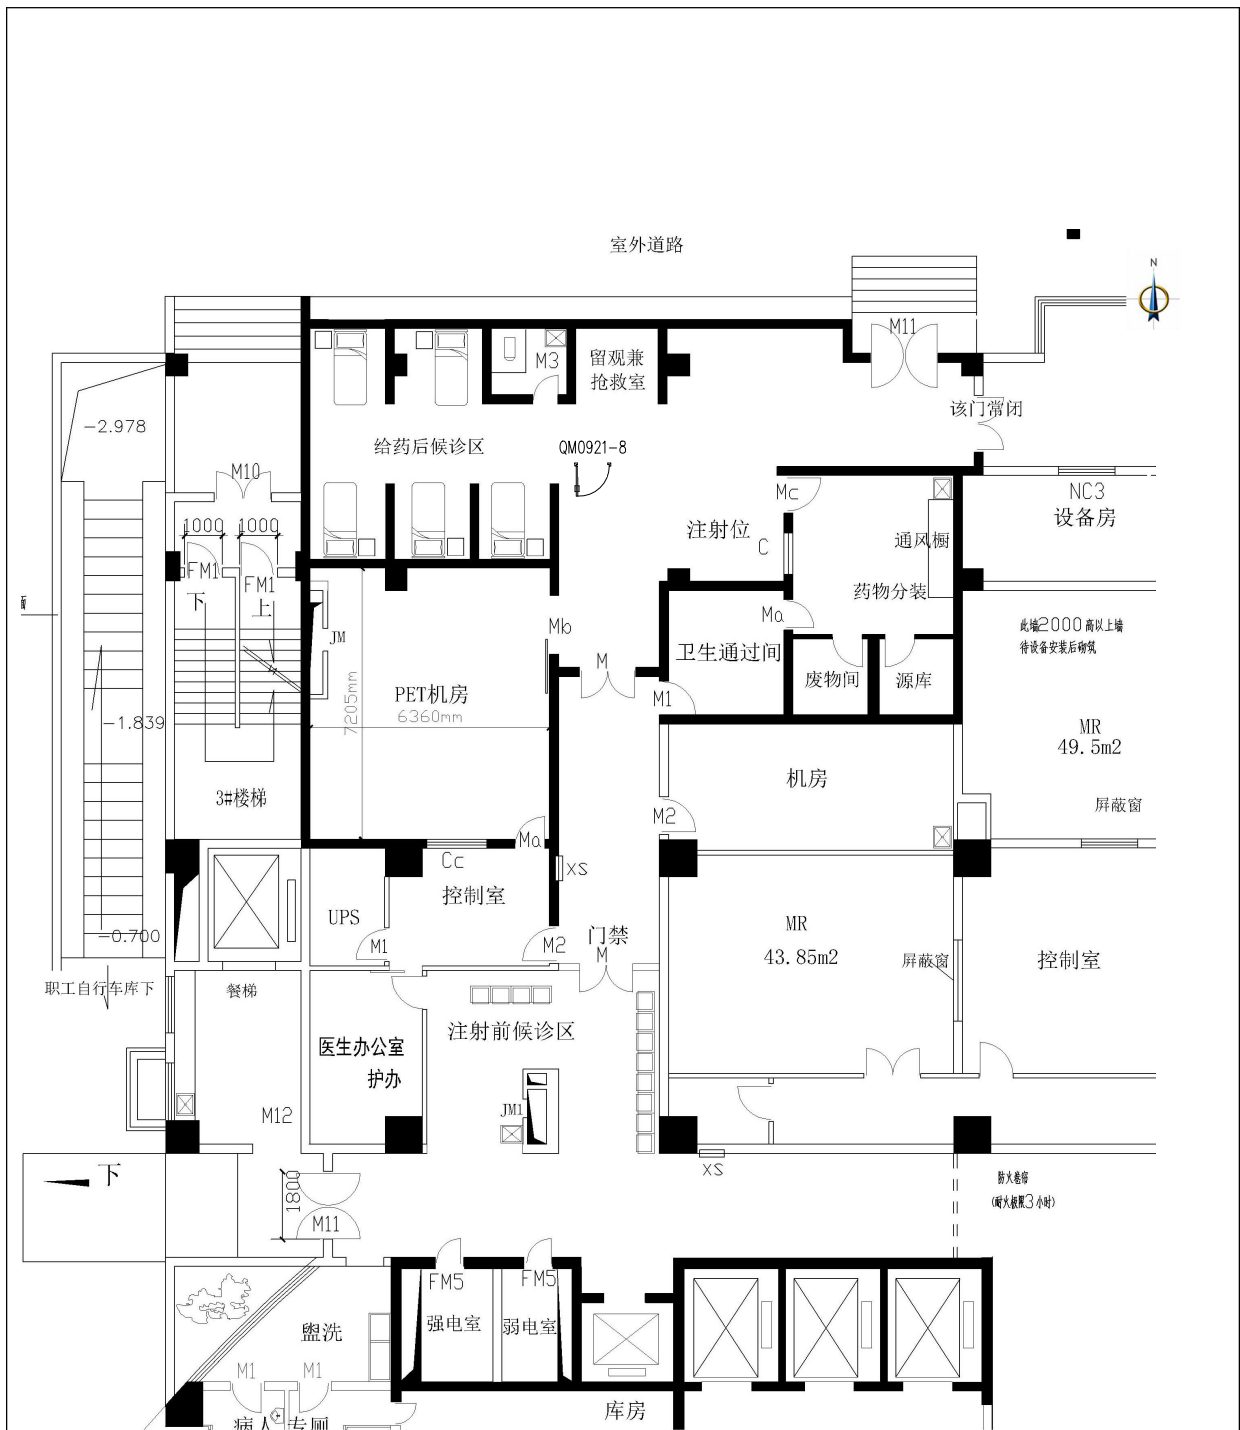 室外道路
N
M11
M3
留观兼
抢救室
该门常闭
-2.978
给药后候诊区
QM0921-8
M10
Mc
NC3
设备房
1000
1000
注射位
C
通风橱
FM1
FM1
下
上
JM
药物分装
Ma
Mb
此墙2000高以上墙
待设备安装后砌筑
卫生通过间
M
废物间
源库
PET机房
6360mm
7205mm
M1
-1.839
MR
49.5m2
3#楼梯
机房
屏蔽窗
M2
Ma
Cc
XS
控制室
UPS
M1
M2
门禁
M
MR
43.85m2
屏蔽窗
控制室
-0.700
职工自行车库下
餐梯
注射前候诊区
医生办公室
护办
M12
JM1
下
1800
XS
防火卷帘
(耐火极限3小时)
M11
FM5
FM5
强电室
弱电室
盥洗
M1
M1
库房
病人专厕